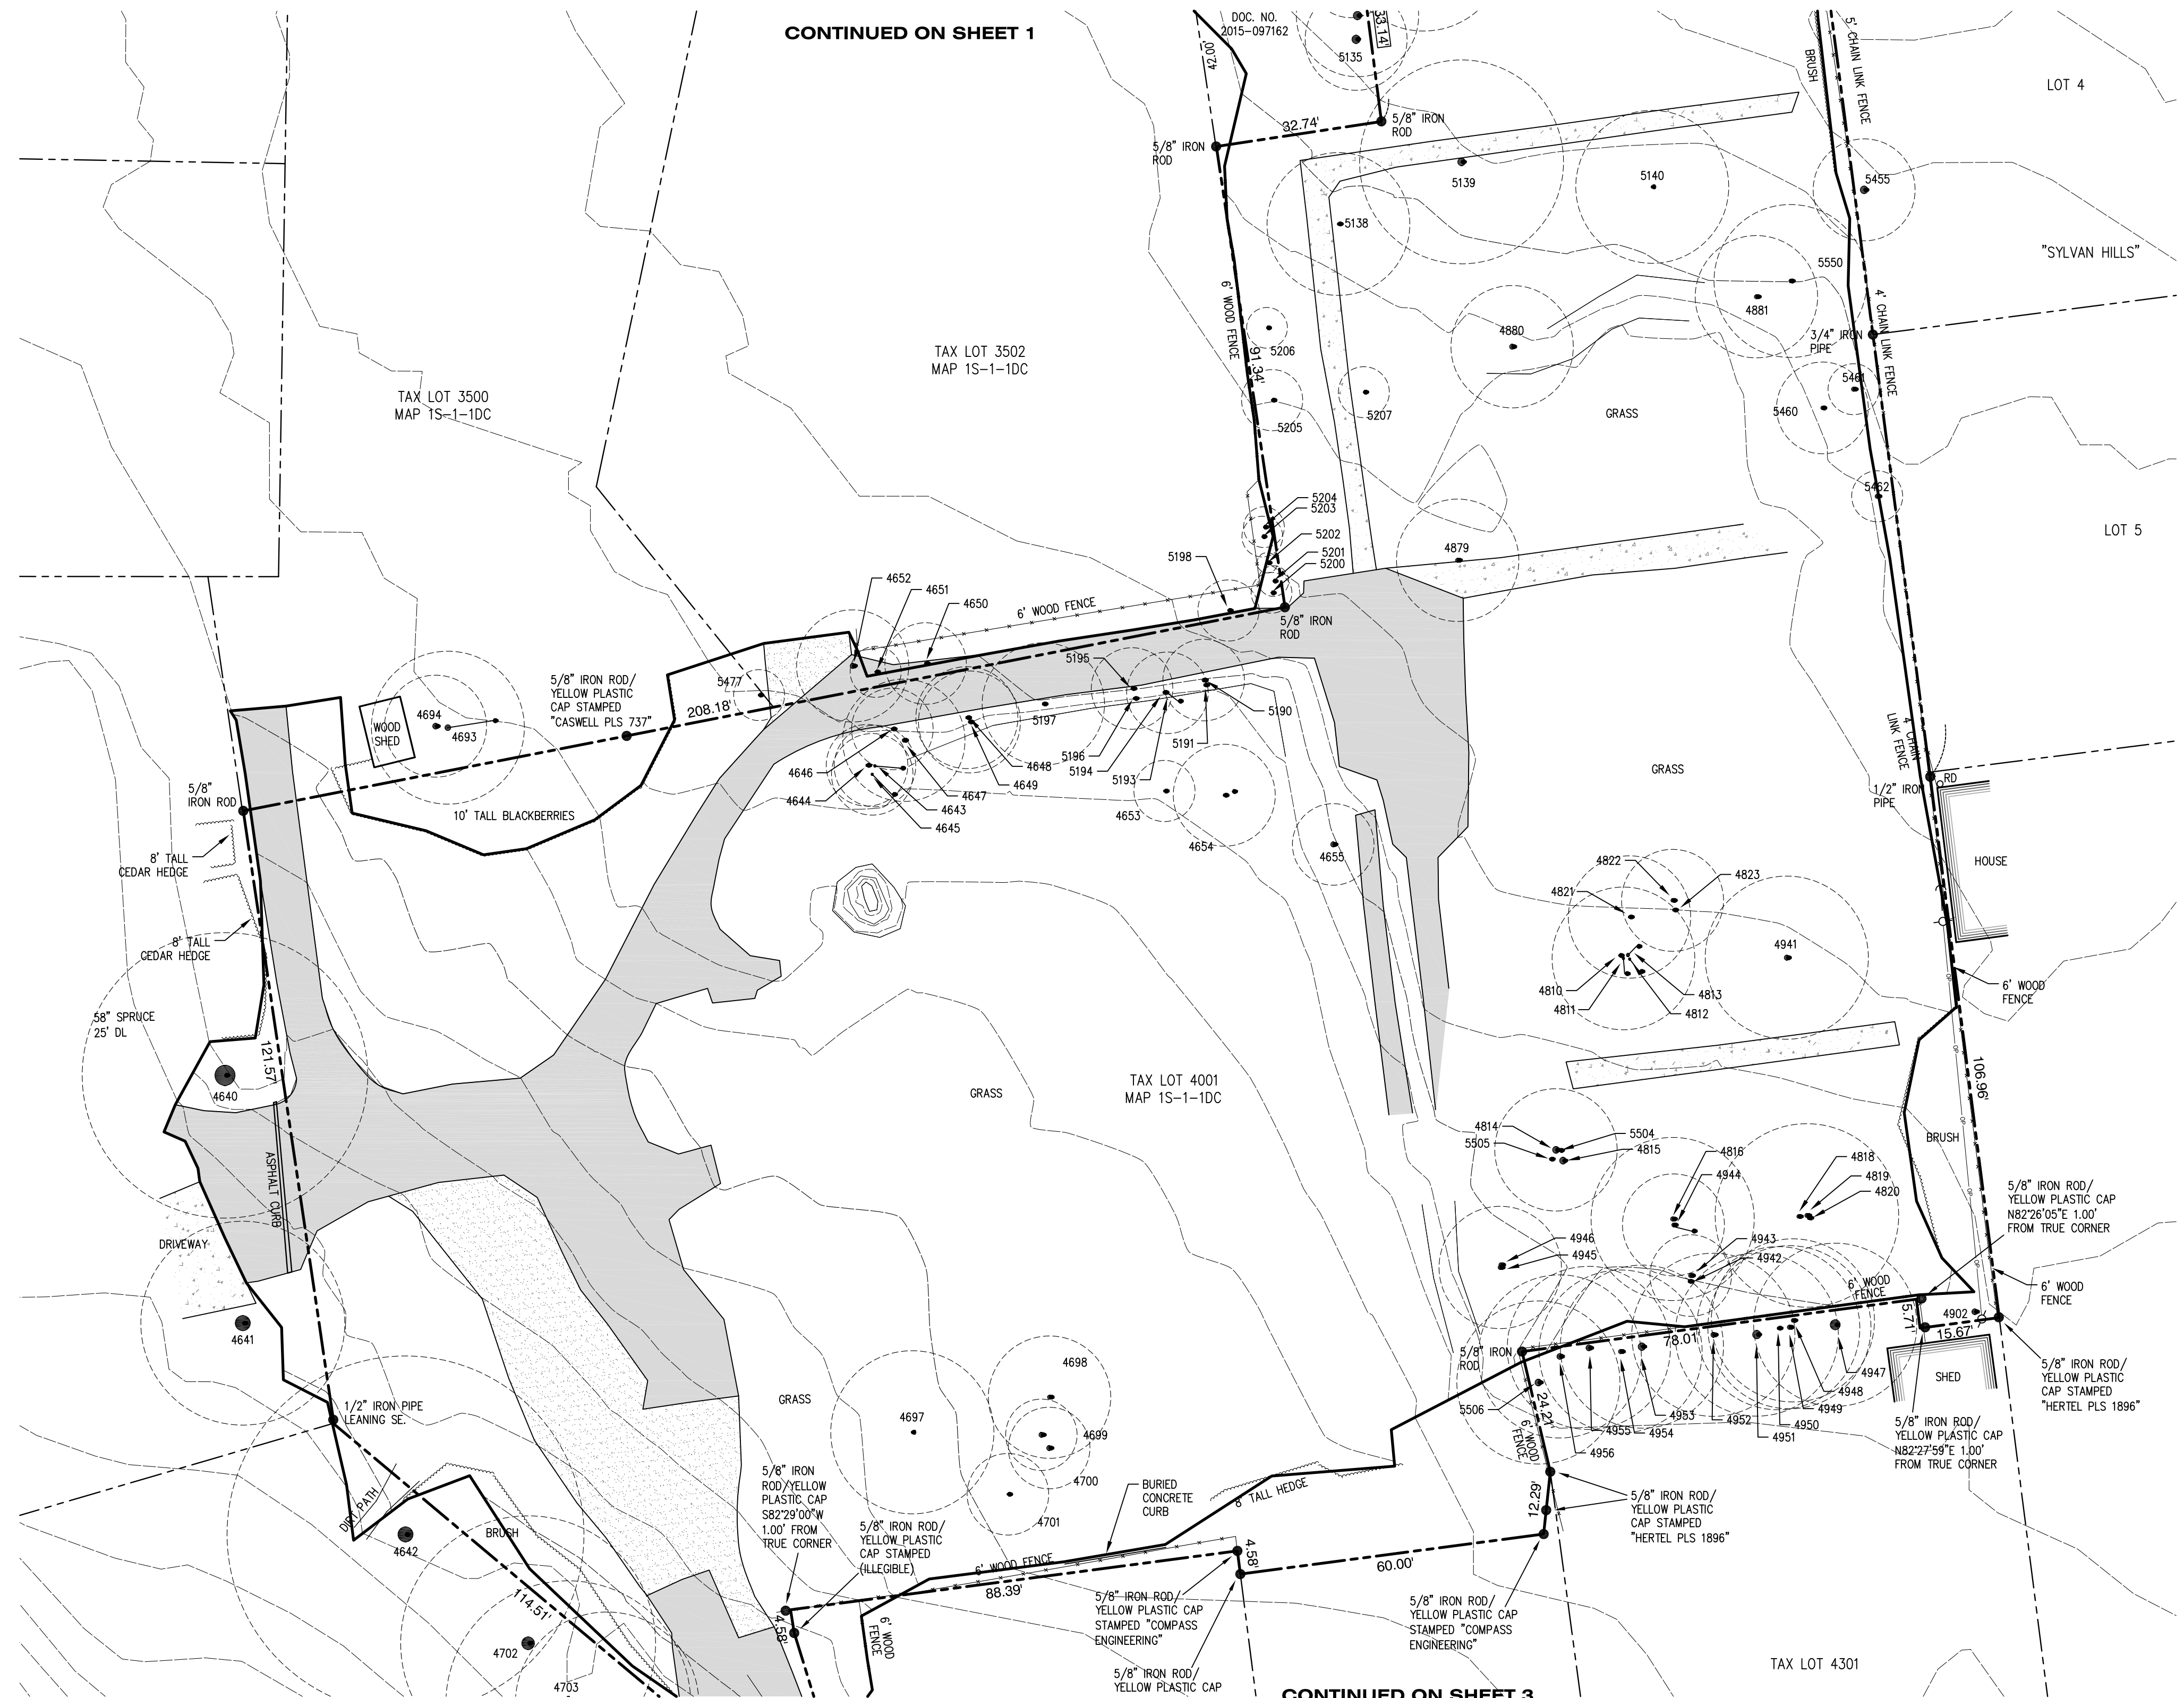 CONTINUED ON SHEET 1
DOC. NO.
2015-097162
42.00'
33.14'
5135
5' CHAIN LINK FENCE
BRUSH
LOT 4
32.74'
5/8" IRON
ROD
5/8" IRON
ROD
5139
5140
5455
5138
"SYLVAN HILLS"
5550
4881
6' WOOD FENCE
91.34'
4' CHAIN LINK FENCE
3/4" IRON
PIPE
4880
5206
TAX LOT 3502
MAP 1S-1-1DC
TAX LOT 3500
MAP 1S-1-1DC
5461
5460
5207
5205
GRASS
5462
LOT 5
5204
5203
5202
5201
5200
5198
4879
4652
4651
4650
6' WOOD FENCE
5/8" IRON
ROD
5195
5477
5/8" IRON ROD/
YELLOW PLASTIC
CAP STAMPED
"CASWELL PLS 737"
208.18'
4694
4693
WOOD
SHED
5197
5190
5191
5196
5194
5193
4646
4644
4648
4649
4647
4643
4645
4653
4654
4655
GRASS
4' CHAIN
LINK FENCE
RD
1/2" IRON
PIPE
HOUSE
5/8"
IRON ROD
10' TALL BLACKBERRIES
8' TALL
CEDAR HEDGE
8' TALL
CEDAR HEDGE
4822
4823
4821
4941
4810
4811
4813
4812
6' WOOD
FENCE
58" SPRUCE
25' DL
121.57
4640
GRASS
TAX LOT 4001
MAP 1S-1-1DC
106.96'
ASPHALT CURB
DRIVEWAY
4814
5505
5504
4815
4816
4944
4818
4819
4820
BRUSH
5/8" IRON ROD/
YELLOW PLASTIC CAP
N82°26'05"E 1.00'
FROM TRUE CORNER
4946
4945
4943
4942
6' WOOD
FENCE
6' WOOD
FENCE
4641
4902
5.71'
15.67'
78.01'
5/8" IRON
ROD
SHED
4947
4948
4949
4950
4951
4952
4953
4954
4955
4956
5506
24.21'
6' WOOD
FENCE
5/8" IRON ROD/
YELLOW PLASTIC
CAP STAMPED
"HERTEL PLS 1896"
5/8" IRON ROD/
YELLOW PLASTIC CAP
N82°27'59"E 1.00'
FROM TRUE CORNER
1/2" IRON PIPE
LEANING SE.
GRASS
4697
4698
4699
4700
4701
DIRT PATH
BRUSH
4642
5/8" IRON
ROD/YELLOW
PLASTIC CAP
S82°29'00"W
1.00' FROM
TRUE CORNER
5/8" IRON ROD/
YELLOW PLASTIC
CAP STAMPED
(ILLEGIBLE)
BURIED
CONCRETE
CURB
8' TALL HEDGE
12.29'
5/8" IRON ROD/
YELLOW PLASTIC
CAP STAMPED
"HERTEL PLS 1896"
6' WOOD FENCE
4.58'
88.39'
60.00'
114.51'
4.58'
6' WOOD
FENCE
5/8" IRON ROD/
YELLOW PLASTIC CAP
STAMPED "COMPASS
ENGINEERING"
5/8" IRON ROD/
YELLOW PLASTIC CAP
STAMPED "COMPASS
ENGINEERING"
4702
4703
5/8" IRON ROD/
YELLOW PLASTIC CAP
TAX LOT 4301
CONTINUED ON SHEET 3